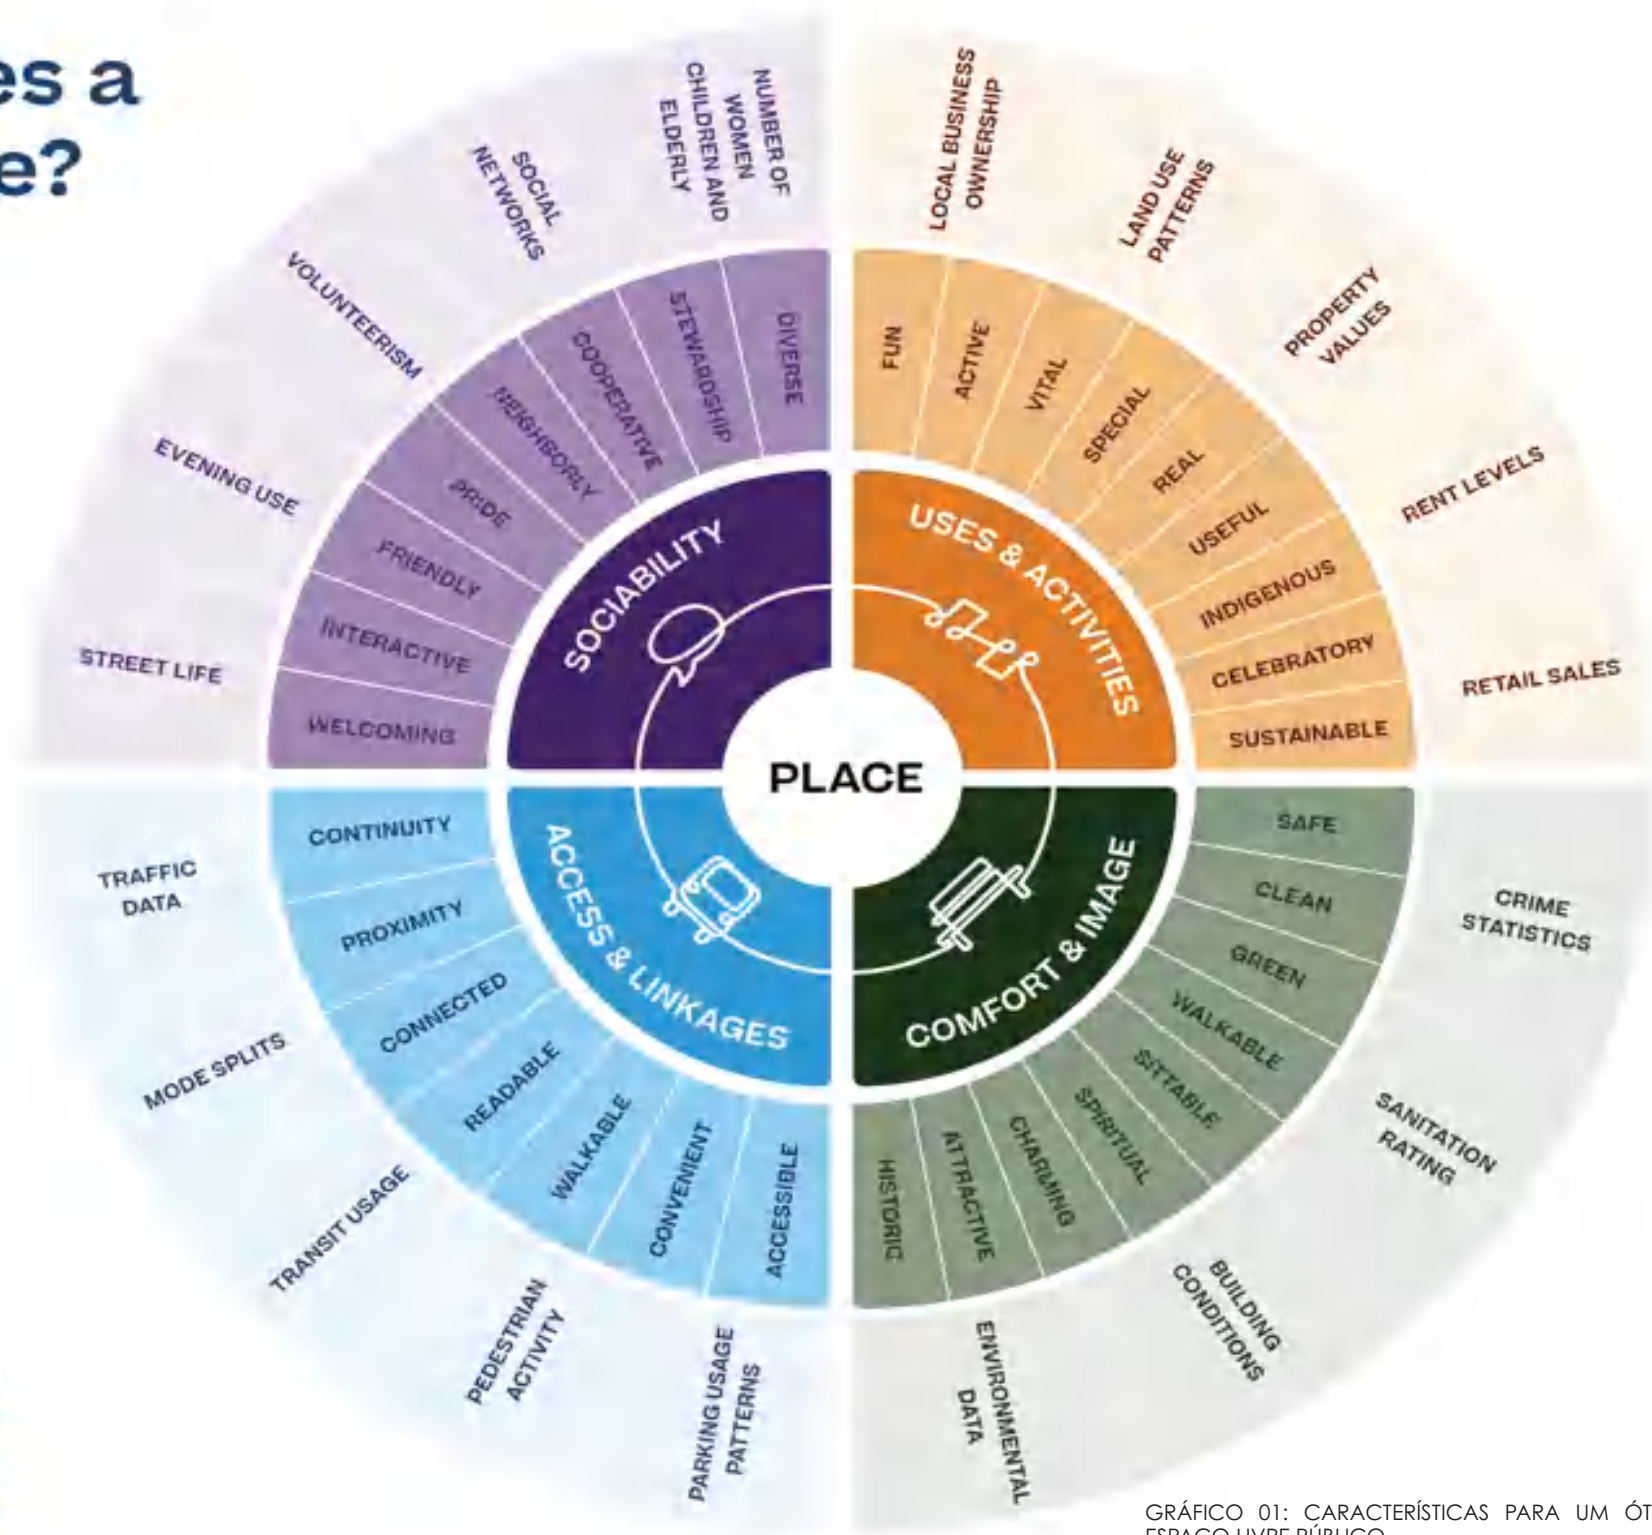 es a
e?
NUMBER OF
WOMEN
CHILDREN AND
ELDERLY
SOCIAL
NETWORKS
VOLUNTEERISM
EVENING USE
STREET LIFE
DIVERSE
STEWARDSHIP
COOPERATIVE
NEIGHBORLY
PRIDE
FRIENDLY
INTERACTIVE
WELCOMING
SOCIABILITY
LOCAL BUSINESS
OWNERSHIP
LAND USE
PATTERNS
PROPERTY
VALUES
RENT LEVELS
RETAIL SALES
FUN
ACTIVE
VITAL
SPECIAL
REAL
USEFUL
INDIGENOUS
CELEBRATORY
SUSTAINABLE
USES & ACTIVITIES
PLACE
ACCESS & LINKAGES
CONTINUITY
PROXIMITY
CONNECTED
READABLE
WALKABLE
CONVENIENT
ACCESSIBLE
TRAFFIC
DATA
MODE SPLITS
TRANSIT USAGE
PEDESTRIAN
ACTIVITY
PARKING USAGE
PATTERNS
COMFORT & IMAGE
SAFE
CLEAN
GREEN
WALKABLE
SITTABLE
SPIRITUAL
CHARMING
ATTRACTIVE
HISTORIC
CRIME
STATISTICS
SANITATION
RATING
BUILDING
CONDITIONS
ENVIRONMENTAL
DATA
GRÁFICO 01: CARACTERÍSTICAS PARA UM ÓT
ESPAÇO LIVRE PÚBLICO